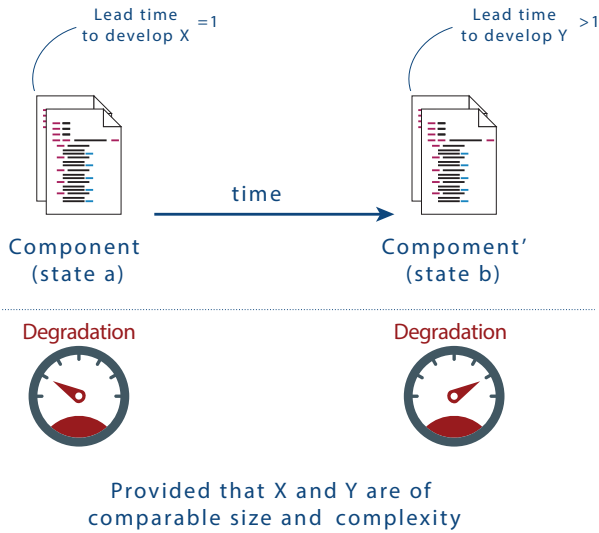 Lead time
to develop X =1
Lead time
to develop Y >1
time
Component
(state a)
Compoment’
(state b)
Degradation
Degradation
Provided that X and Y are of
comparable size and complexity